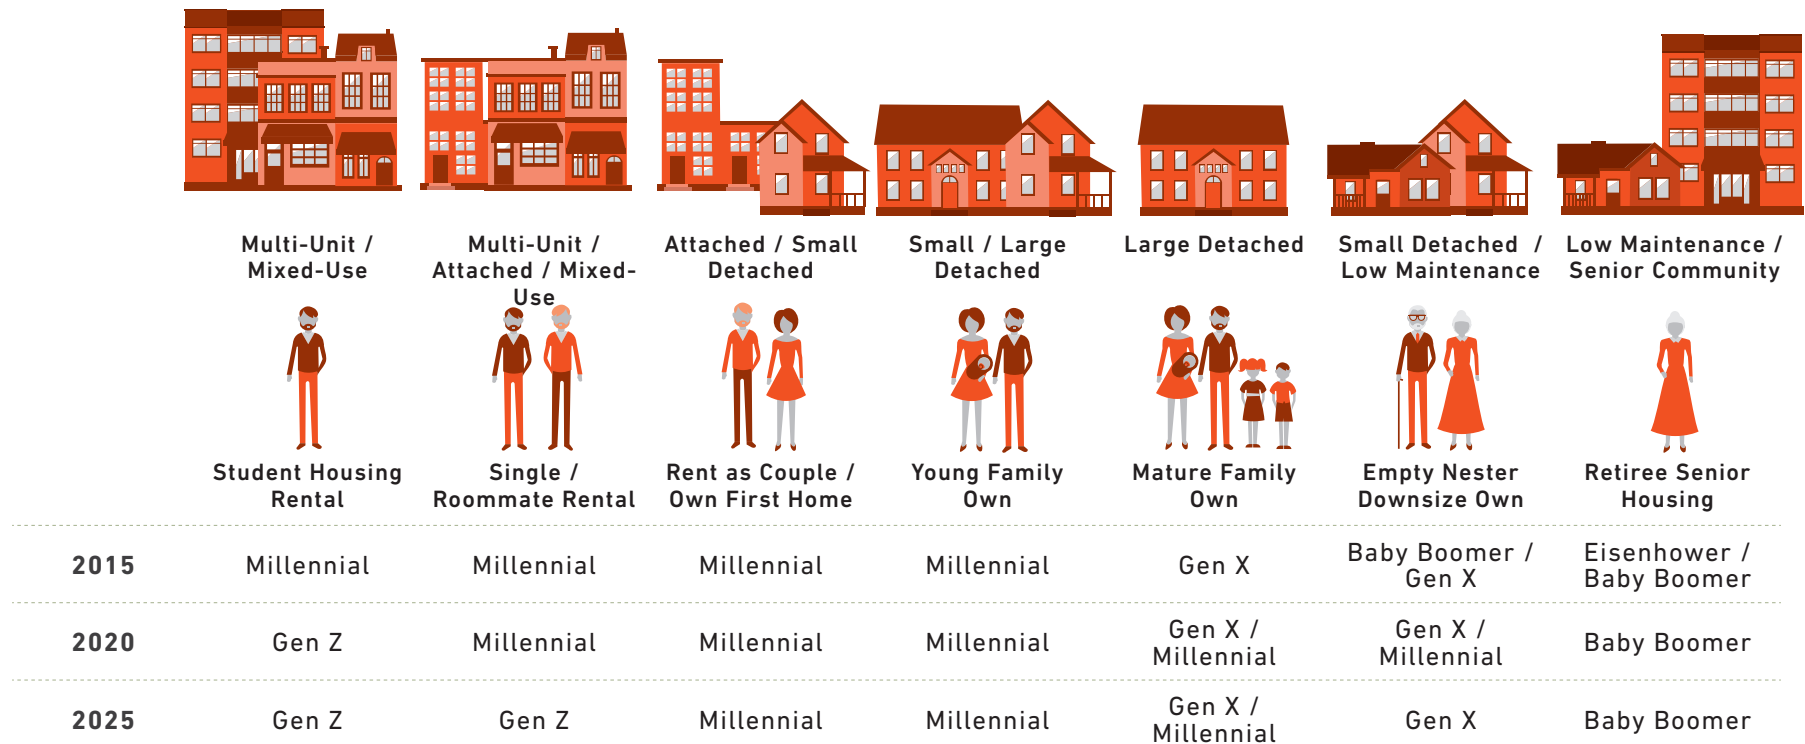 Multi-Unit /
Mixed-Use
Multi-Unit /
Attached / Mixed-
Use
Attached / Small
Detached
Small / Large
Detached
Large Detached
Small Detached /
Low Maintenance
Low Maintenance /
Senior Community
Student Housing
Rental
Single /
Roommate Rental
Rent as Couple /
Own First Home
Young Family
Own
Mature Family
Own
Empty Nester
Downsize Own
Retiree Senior
Housing
2015
Millennial
Millennial
Millennial
Millennial
Gen X
Baby Boomer /
Gen X
Eisenhower /
Baby Boomer
2020
Gen Z
Millennial
Millennial
Millennial
Gen X /
Millennial
Gen X /
Millennial
Baby Boomer
2025
Gen Z
Gen Z
Millennial
Millennial
Gen X /
Millennial
Gen X
Baby Boomer